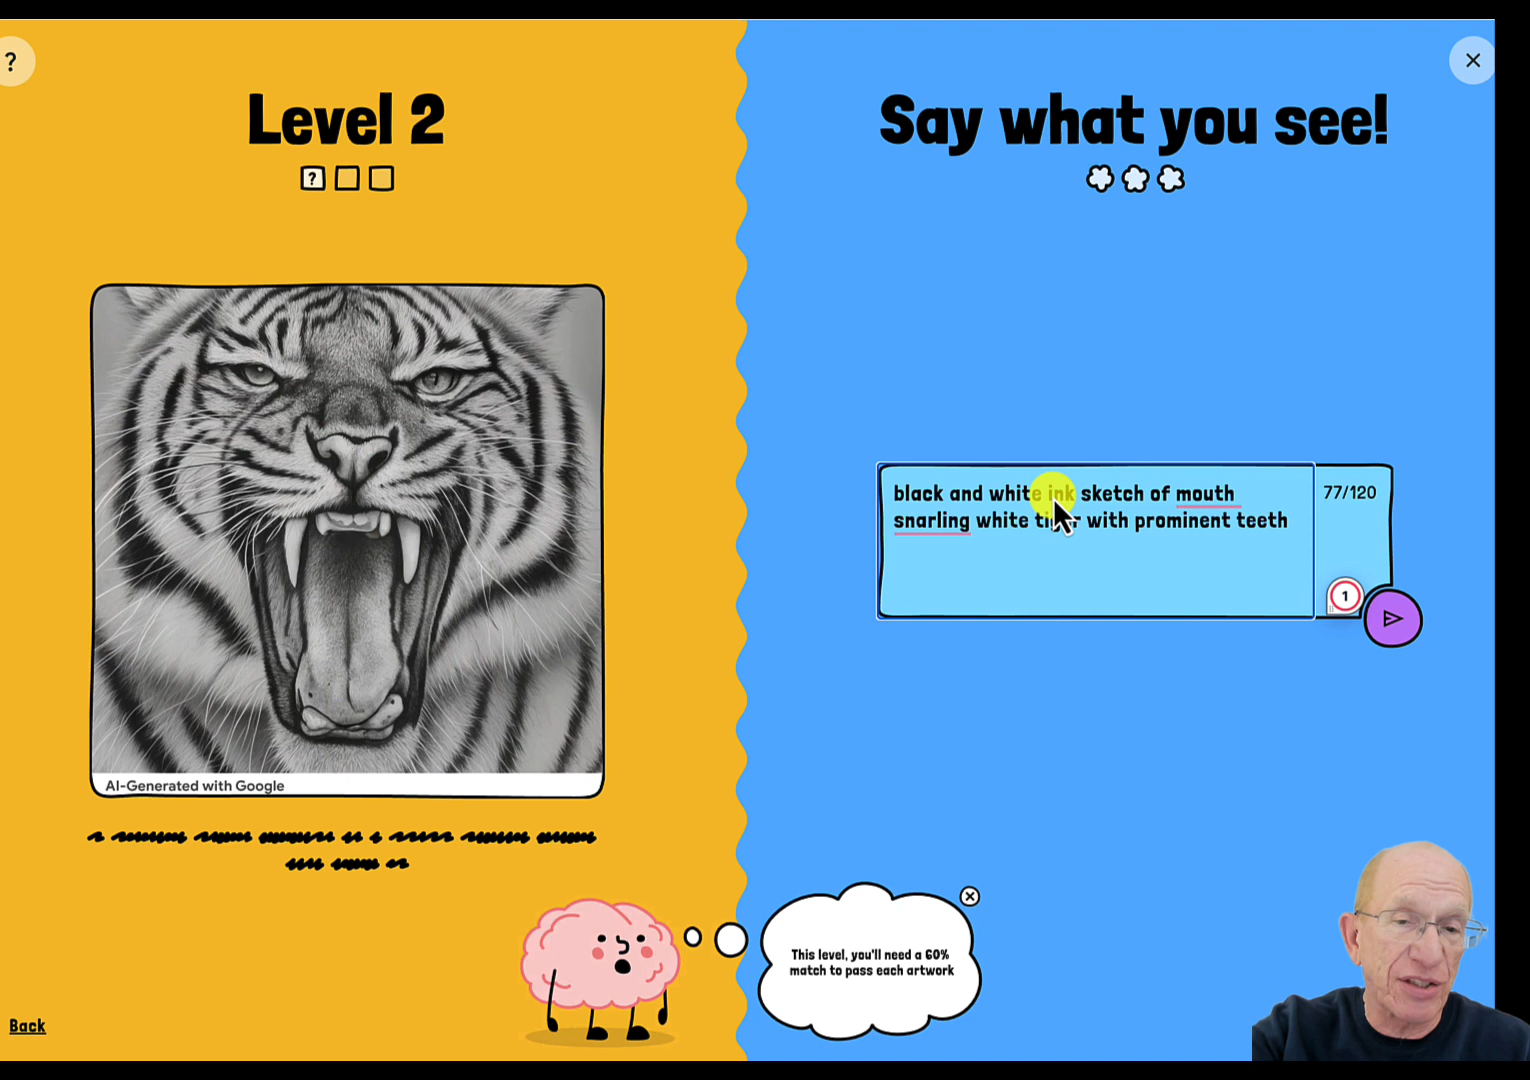 ?
Level 2
?
AI-Generated with Google
Back
Say what you see!
black and white ink sketch of mouth
snarling white tiger with prominent teeth
77/120
1
This level, you'll need a 60%
match to pass each artwork